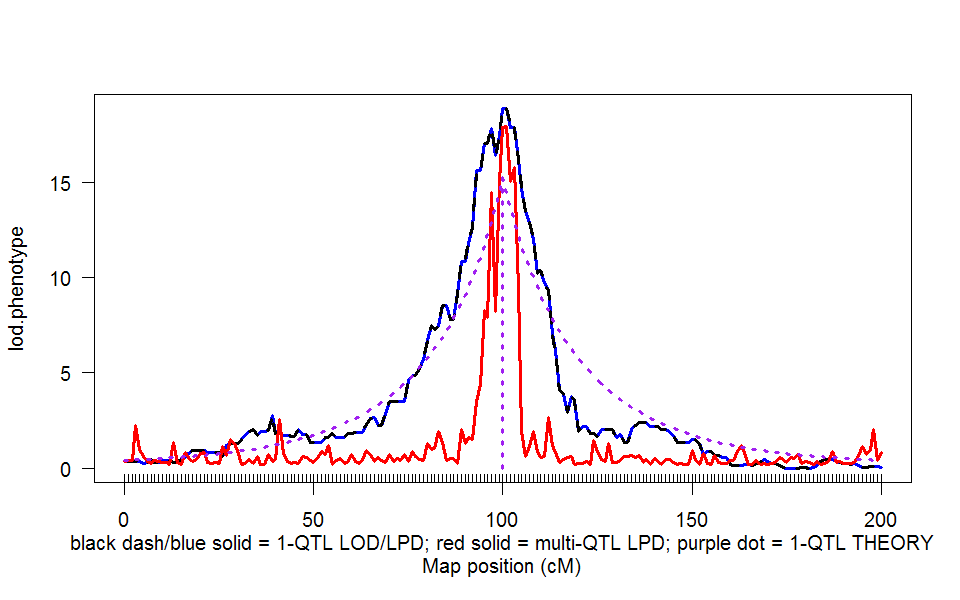 lod.phenotype
15
10
5
0
0 50 100 150 200
black dash/blue solid = 1-QTL LOD/LPD; red solid = multi-QTL LPD; purple dot = 1-QTL THEORY
Map position (cM)